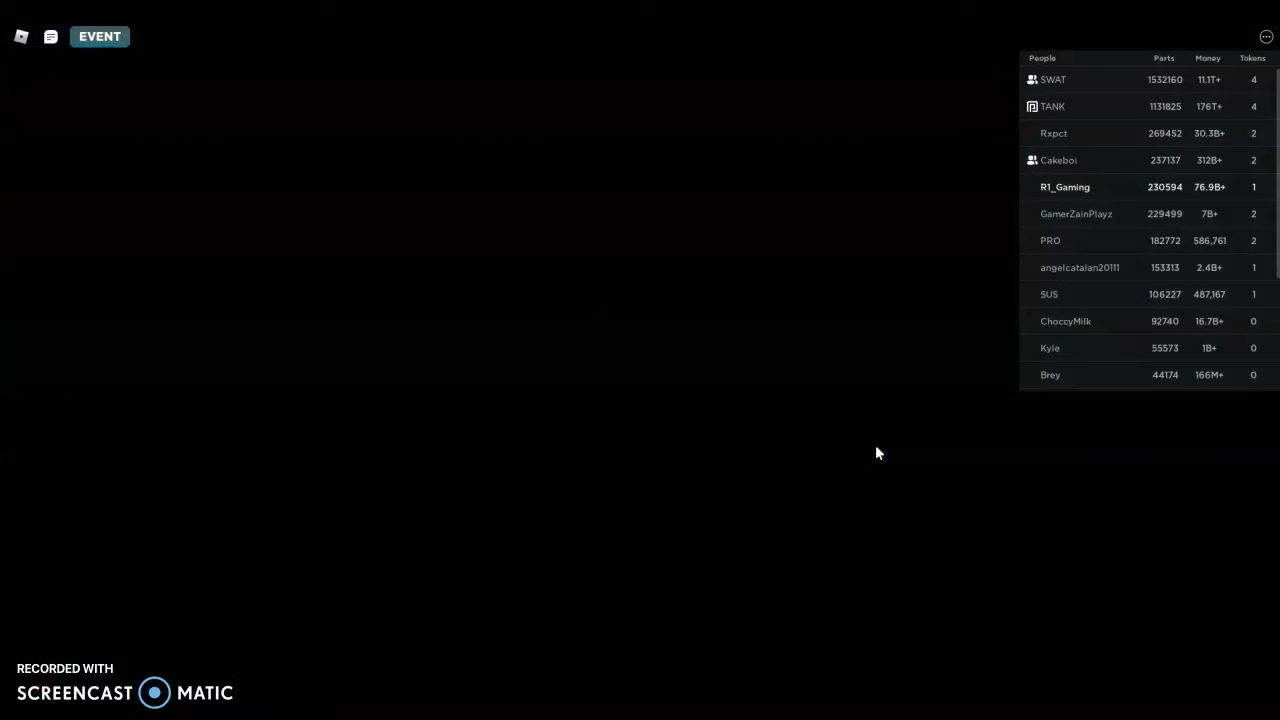 EVENT
People Parts Money Tokens
SWAT 1532160 11.1T+ 4
TANK 1131825 176T+ 4
Rxpct 269452 30.3B+ 2
Cakeboi 237137 312B+ 2
R1_Gaming 230594 76.9B+ 1
GamerZainPlayz 229499 7B+ 2
PRO 182772 586,761 2
angelcatalan20111 153313 2.4B+ 1
SUS 106227 487,167 1
ChoccyMilk 92740 16.7B+ 0
Kyle 55573 1B+ 0
Brey 44174 166M+ 0
RECORDED WITH
SCREENCAST MATIC